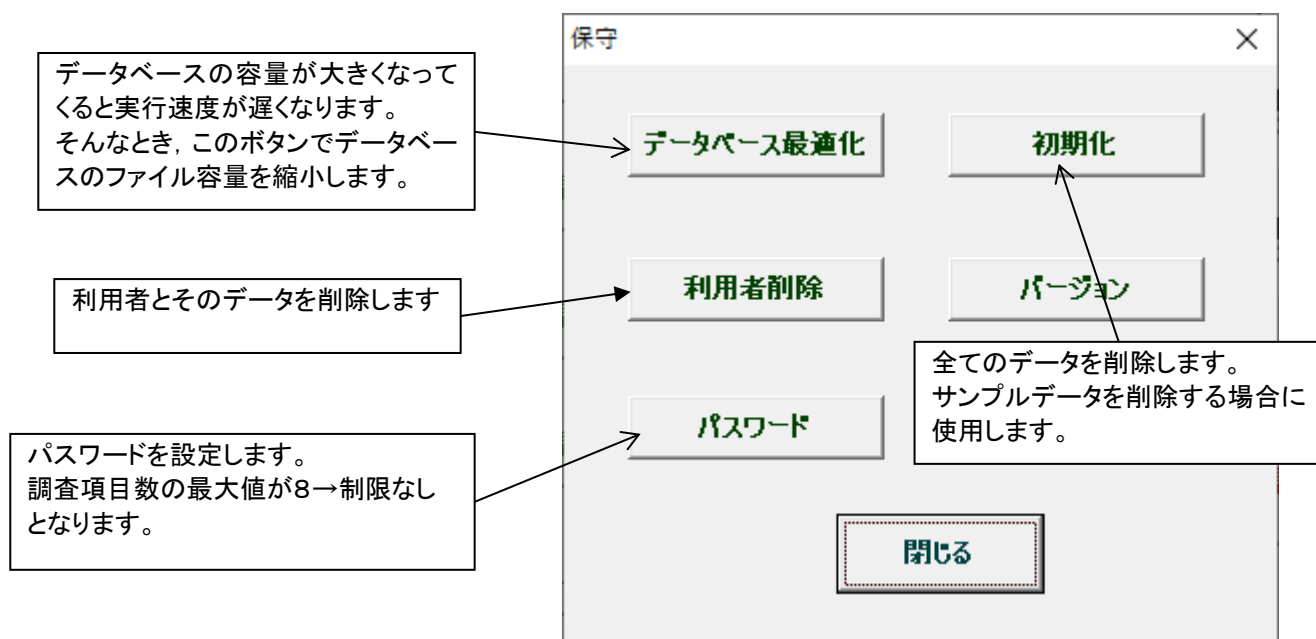 保守
データベースの容量が大きくなって
くると実行速度が遅くなります。
そんなとき，このボタンでデータベー
スのファイル容量を縮小します。
データベース最適化
初期化
利用者とそのデータを削除します
利用者削除
バージョン
全てのデータを削除します。
サンプルデータを削除する場合に
使用します。
パスワードを設定します。
調査項目数の最大値が８→制限なし
となります。
パスワード
閉じる